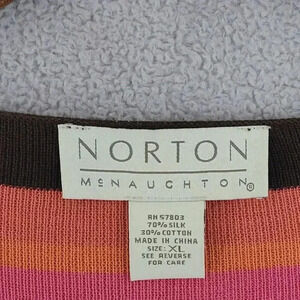 NORTON
McNAUGHTON®
RN 57803
70% SILK
30% COTTON
MADE IN CHINA
SIZE: XL
SEE REVERSE
FOR CARE